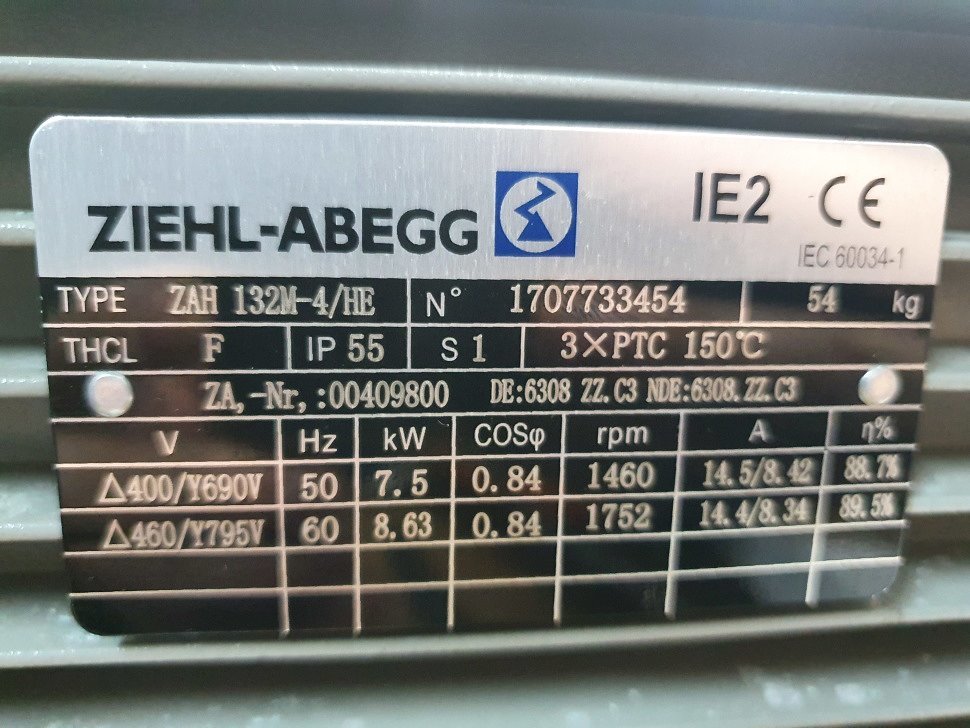 ZIEHL-ABEGG IE2 CE
IEC 60034-1
TYPE ZAH 132M-4/HE N° 1707733454 54 kg
THCL F IP 55 S 1 3×PTC 150℃
ZA,-Nr,:00409800 DE:6308 ZZ.C3 NDE:6308.ZZ.C3
V Hz kW COSφ rpm A η%
Δ400/Y690V 50 7.5 0.84 1460 14.5/8.42 88.7%
Δ460/Y795V 60 8.63 0.84 1752 14.4/8.34 89.5%